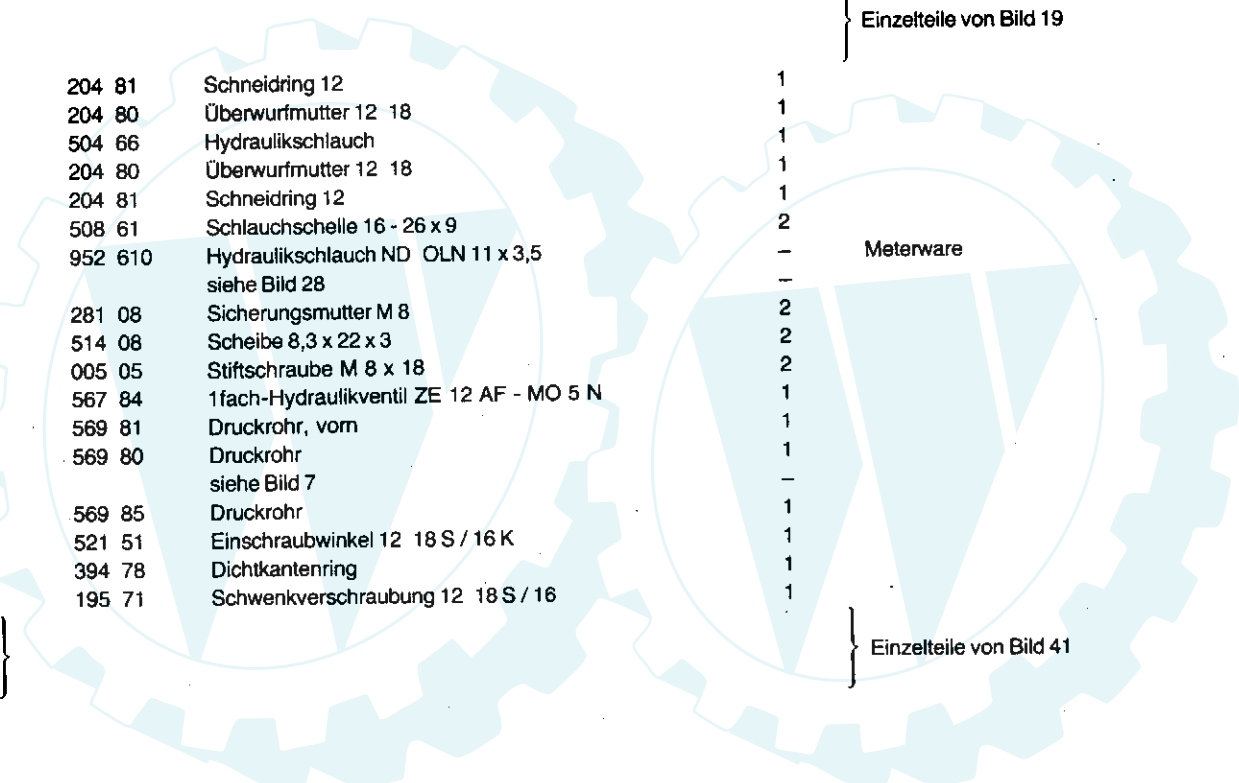 Einzelteile von Bild 19
204 81 Schneidring 12 1
204 80 Überwurfmutter 12 18 1
504 66 Hydraulikschlauch 1
204 80 Überwurfmutter 12 18 1
204 81 Schneidring 12 1
508 61 Schlauchschelle 16 - 26 x 9 2
952 610 Hydraulikschlauch ND OLN 11 x 3,5 – Meterware
siehe Bild 28 –
281 08 Sicherungsmutter M 8 2
514 08 Scheibe 8,3 x 22 x 3 2
005 05 Stiftschraube M 8 x 18 2
567 84 1fach-Hydraulikventil ZE 12 AF - MO 5 N 1
569 81 Druckrohr, vorn 1
569 80 Druckrohr 1
siehe Bild 7 –
569 85 Druckrohr 1
521 51 Einschraubwinkel 12 18 S / 16 K 1
394 78 Dichtkantenring 1
195 71 Schwenkverschraubung 12 18 S / 16 1
Einzelteile von Bild 41